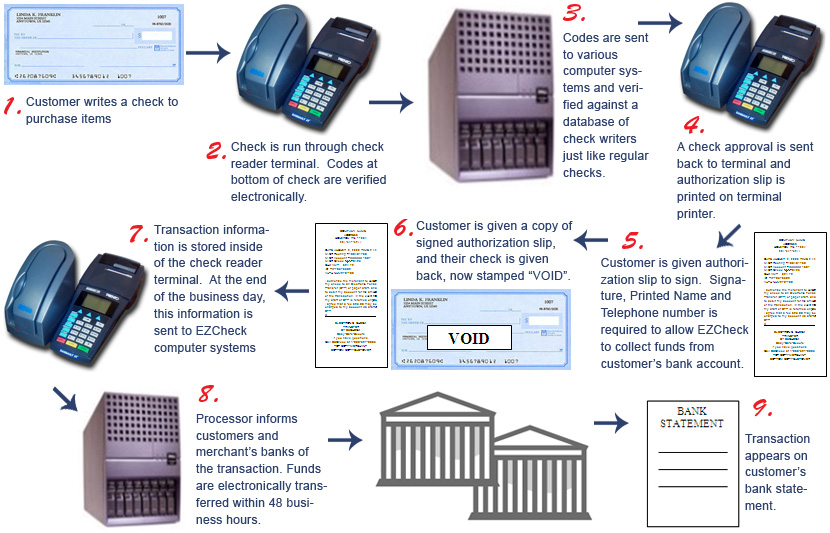 LINDA K. FRANKLIN
1007
1.
Customer writes a check to
purchase items
2.
Check is run through check
reader terminal. Codes at
bottom of check are verified
electronically.
3.
Codes are sent
to various
computer sys-
tems and veri-
fied against a
database of
check writers
just like regular
checks.
4.
A check approval is sent
back to terminal and
authorization slip is
printed on terminal
printer.
5.
Customer is given authori-
zation slip to sign. Signa-
ture, Printed Name and
Telephone number is
required to allow EZCheck
to collect funds from
customer's bank account.
6.
Customer is given a copy of
signed authorization slip,
and their check is given
back, now stamped "VOID".
LINDA K. FRANKLIN
1007
VOID
7.
Transaction informa-
tion is stored inside
of the check reader
terminal. At the end
of the business day,
this information is
sent to EZCheck
computer systems
8.
Processor informs
customers and
merchant's banks of
the transaction. Funds
are electronically trans-
ferred within 48 busi-
ness hours.
BANK
STATEMENT
9.
Transaction
appears on
customer's
bank state-
ment.